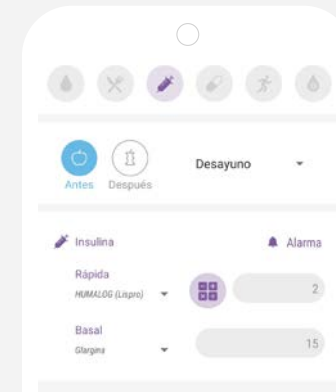 Desayuno
Antes Después
Insulina Alarma
Rápida
HUMALOG (Lispro) 2
Basal
Glargina 15